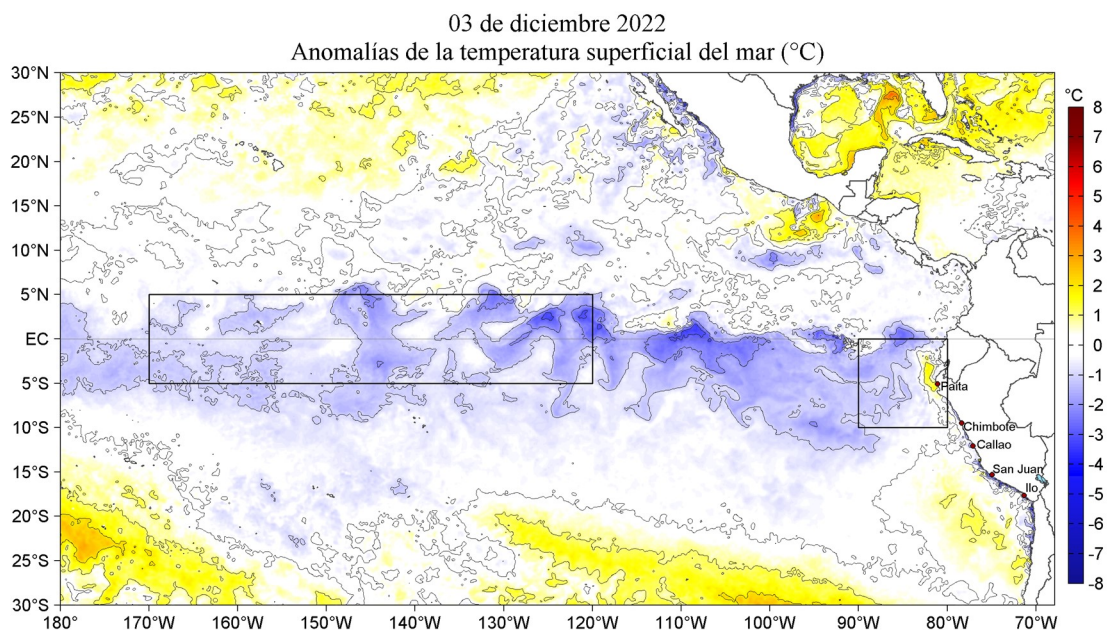 03 de diciembre 2022
Anomalías de la temperatura superficial del mar (°C)
30°N
25°N
20°N
15°N
10°N
5°N
EC
5°S
10°S
15°S
20°S
25°S
30°S
180 170°W 160°W 150°W 140°W 130°W 120°W 110°W 100°W 90°W 80°W 70°W
Paita
Chimbote
Callao
San Juan
Ilo
°C
8
7
6
5
4
3
2
1
0
-1
-2
-3
-4
-5
-6
-7
-8